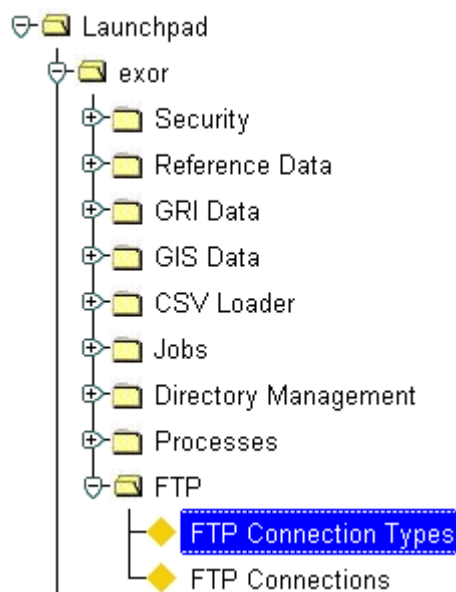 Launchpad
exor
Security
Reference Data
GRI Data
GIS Data
CSV Loader
Jobs
Directory Management
Processes
FTP
FTP Connection Types
FTP Connections